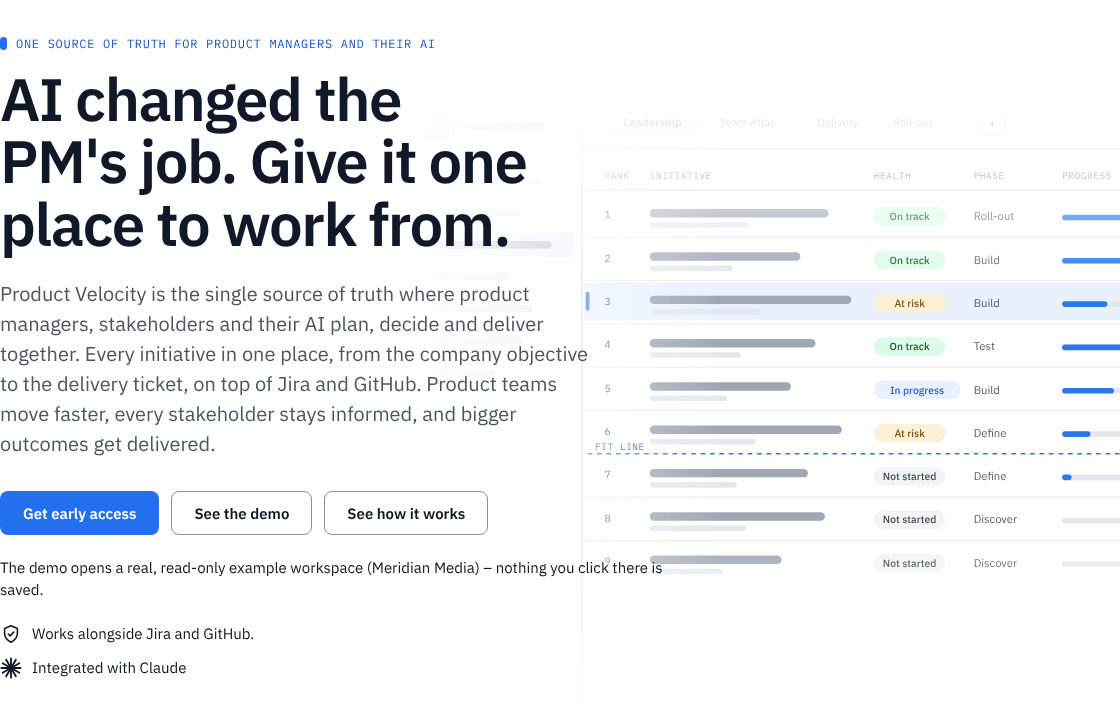 ONE SOURCE OF TRUTH FOR PRODUCT MANAGERS AND THEIR AI
AI changed the
PM's job. Give it one
place to work from.
Product Velocity is the single source of truth where product
managers, stakeholders and their AI plan, decide and deliver
together. Every initiative in one place, from the company objective
to the delivery ticket, on top of Jira and GitHub. Product teams
move faster, every stakeholder stays informed, and bigger
outcomes get delivered.
Get early access See the demo See how it works
The demo opens a real, read-only example workspace (Meridian Media) – nothing you click there is
saved.
Works alongside Jira and GitHub.
Integrated with Claude
Leadership Team Atlas Delivery Roll-out +
RANK INITIATIVE HEALTH PHASE PROGRESS
1 On track Roll-out
2 On track Build
3 At risk Build
4 On track Test
5 In progress Build
6 At risk Define
FIT LINE
7 Not started Define
8 Not started Discover
9 Not started Discover